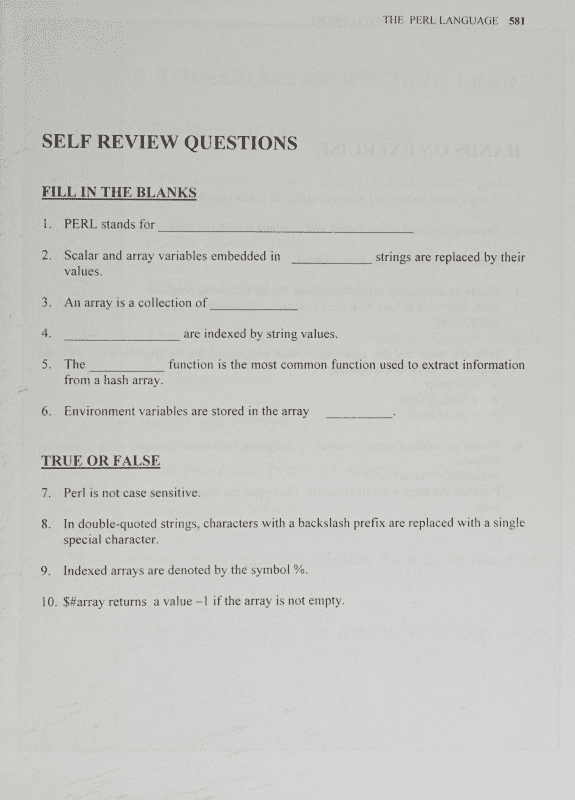 THE PERL LANGUAGE 581
SELF REVIEW QUESTIONS
FILL IN THE BLANKS
1. PERL stands for ____________________
2. Scalar and array variables embedded in __________ strings are replaced by their
values.
3. An array is a collection of ___________
4. ______________ are indexed by string values.
5. The _________ function is the most common function used to extract information
from a hash array.
6. Environment variables are stored in the array ________.
TRUE OR FALSE
7. Perl is not case sensitive.
8. In double-quoted strings, characters with a backslash prefix are replaced with a single
special character.
9. Indexed arrays are denoted by the symbol %.
10. $#array returns a value –1 if the array is not empty.